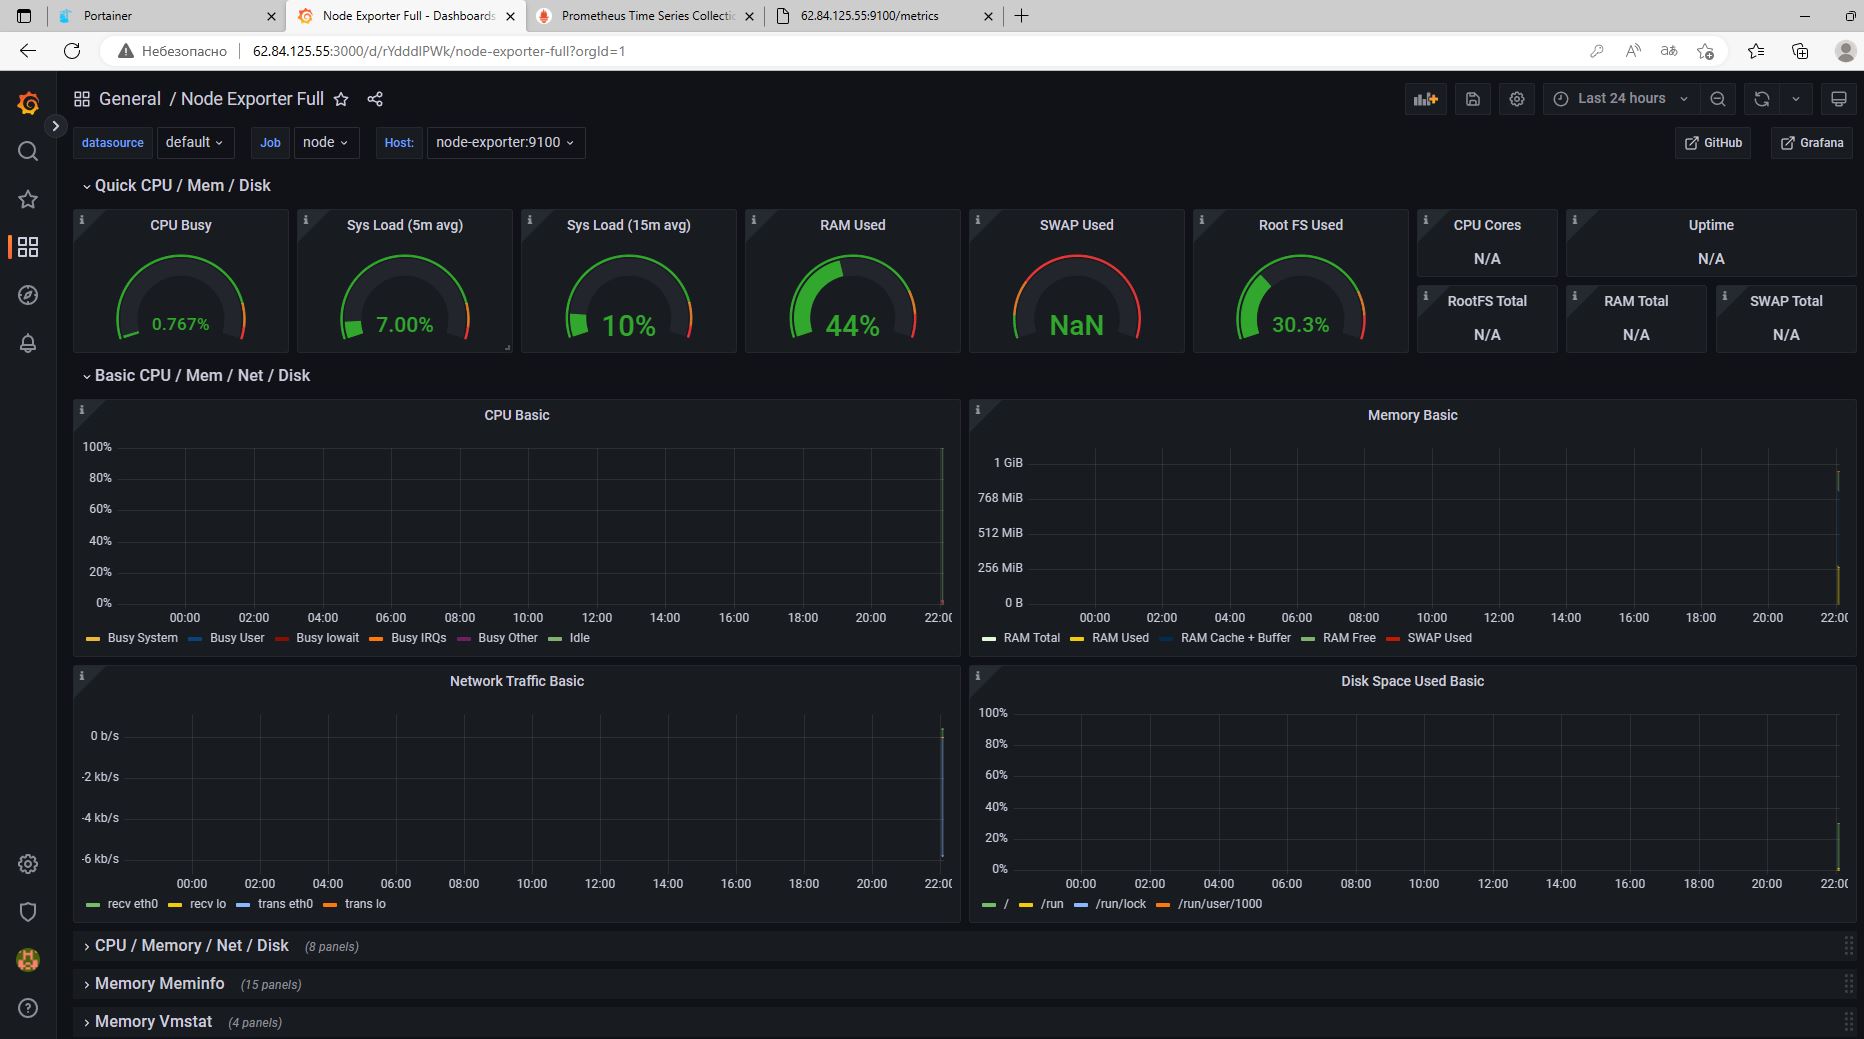 Portainer
Node Exporter Full - Dashboards
Prometheus Time Series Collectic
62.84.125.55:9100/metrics
Небезопасно
62.84.125.55:3000/d/rYdddlPWk/node-exporter-full?orgId=1
General / Node Exporter Full
Last 24 hours
datasource default Job node Host: node-exporter:9100
GitHub Grafana
Quick CPU / Mem / Disk
CPU Busy
0.767%
Sys Load (5m avg)
7.00%
Sys Load (15m avg)
10%
RAM Used
44%
SWAP Used
NaN
Root FS Used
30.3%
CPU Cores
N/A
Uptime
N/A
RootFS Total
N/A
RAM Total
N/A
SWAP Total
N/A
Basic CPU / Mem / Net / Disk
CPU Basic
100%
80%
60%
40%
20%
0%
00:00 02:00 04:00 06:00 08:00 10:00 12:00 14:00 16:00 18:00 20:00 22:00
Busy System Busy User Busy Iowait Busy IRQs Busy Other Idle
Memory Basic
1 GiB
768 MiB
512 MiB
256 MiB
0 B
00:00 02:00 04:00 06:00 08:00 10:00 12:00 14:00 16:00 18:00 20:00 22:00
RAM Total RAM Used RAM Cache + Buffer RAM Free SWAP Used
Network Traffic Basic
0 b/s
-2 kb/s
-4 kb/s
-6 kb/s
00:00 02:00 04:00 06:00 08:00 10:00 12:00 14:00 16:00 18:00 20:00 22:00
recv eth0 recv lo trans eth0 trans lo
Disk Space Used Basic
100%
80%
60%
40%
20%
0%
00:00 02:00 04:00 06:00 08:00 10:00 12:00 14:00 16:00 18:00 20:00 22:00
/ /run /run/lock /run/user/1000
CPU / Memory / Net / Disk (8 panels)
Memory Meminfo (15 panels)
Memory Vmstat (4 panels)